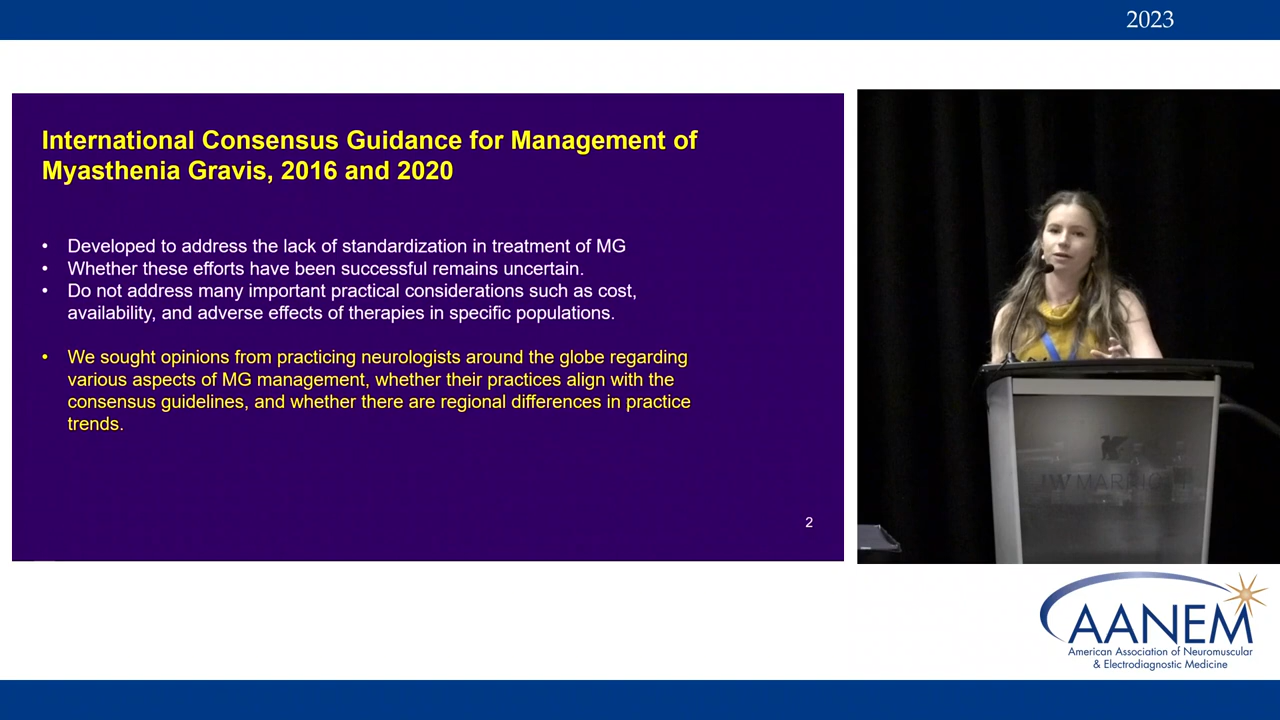 2023
International Consensus Guidance for Management of
Myasthenia Gravis, 2016 and 2020
• Developed to address the lack of standardization in treatment of MG
• Whether these efforts have been successful remains uncertain.
• Do not address many important practical considerations such as cost,
availability, and adverse effects of therapies in specific populations.
• We sought opinions from practicing neurologists around the globe regarding
various aspects of MG management, whether their practices align with the
consensus guidelines, and whether there are regional differences in practice
trends.
2
JW MARRIOTT
AANEM
American Association of Neuromuscular
& Electrodiagnostic Medicine